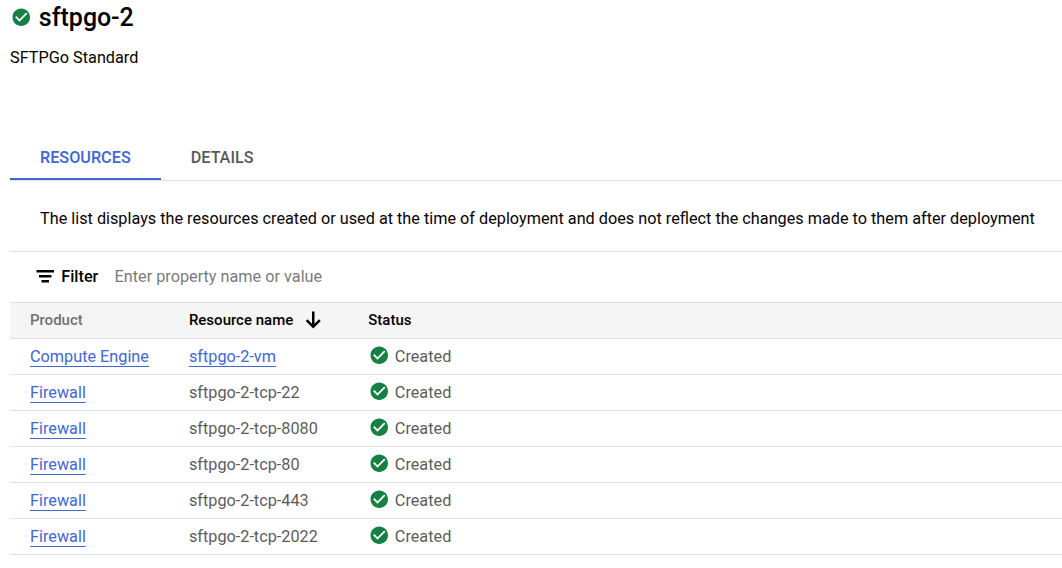 sftpgo-2
SFTPGo Standard
RESOURCES DETAILS
The list displays the resources created or used at the time of deployment and does not reflect the changes made to them after deployment
Filter Enter property name or value
Product Resource name Status
Compute Engine sftpgo-2-vm Created
Firewall sftpgo-2-tcp-22 Created
Firewall sftpgo-2-tcp-8080 Created
Firewall sftpgo-2-tcp-80 Created
Firewall sftpgo-2-tcp-443 Created
Firewall sftpgo-2-tcp-2022 Created